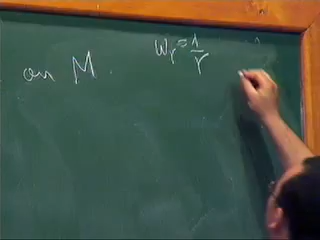 on M.
w_r = 1/r